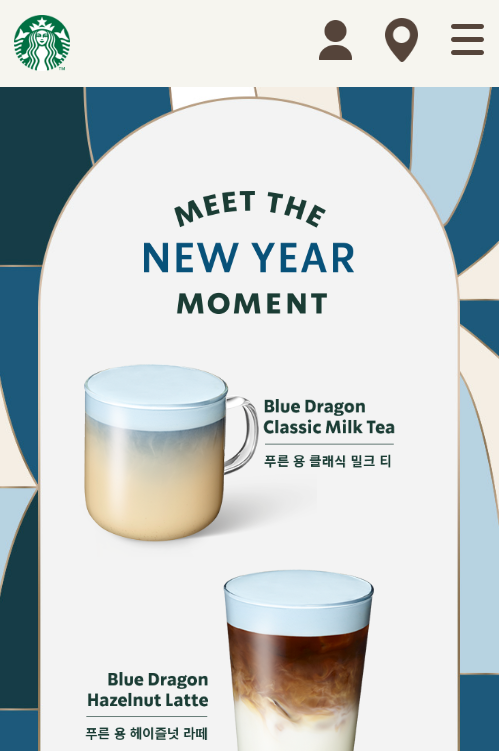 MEET THE
NEW YEAR
MOMENT
Blue Dragon
Classic Milk Tea
푸른 용 클래식 밀크 티
Blue Dragon
Hazelnut Latte
푸른 용 헤이즐넛 라떼